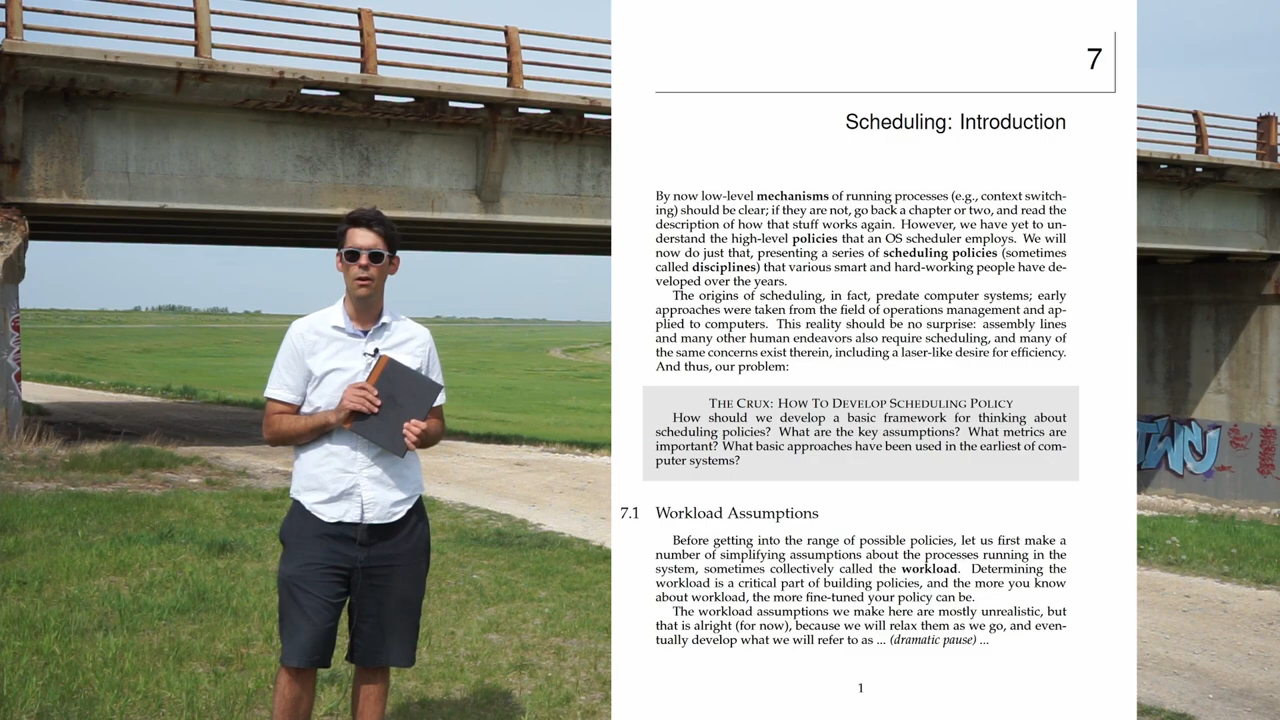 7
Scheduling: Introduction
By now low-level mechanisms of running processes (e.g., context switch-
ing) should be clear; if they are not, go back a chapter or two, and read the
description of how that stuff works again. However, we have yet to un-
derstand the high-level policies that an OS scheduler employs. We will
now do just that, presenting a series of scheduling policies (sometimes
called disciplines) that various smart and hard-working people have de-
veloped over the years.
The origins of scheduling, in fact, predate computer systems; early
approaches were taken from the field of operations management and ap-
plied to computers. This reality should be no surprise: assembly lines
and many other human endeavors also require scheduling, and many of
the same concerns exist therein, including a laser-like desire for efficiency.
And thus, our problem:
THE CRUX: HOW TO DEVELOP SCHEDULING POLICY
How should we develop a basic framework for thinking about
scheduling policies? What are the key assumptions? What metrics are
important? What basic approaches have been used in the earliest of com-
puter systems?
7.1 Workload Assumptions
Before getting into the range of possible policies, let us first make a
number of simplifying assumptions about the processes running in the
system, sometimes collectively called the workload. Determining the
workload is a critical part of building policies, and the more you know
about workload, the more fine-tuned your policy can be.
The workload assumptions we make here are mostly unrealistic, but
that is alright (for now), because we will relax them as we go, and even-
tually develop what we will refer to as ... (dramatic pause) ...
1